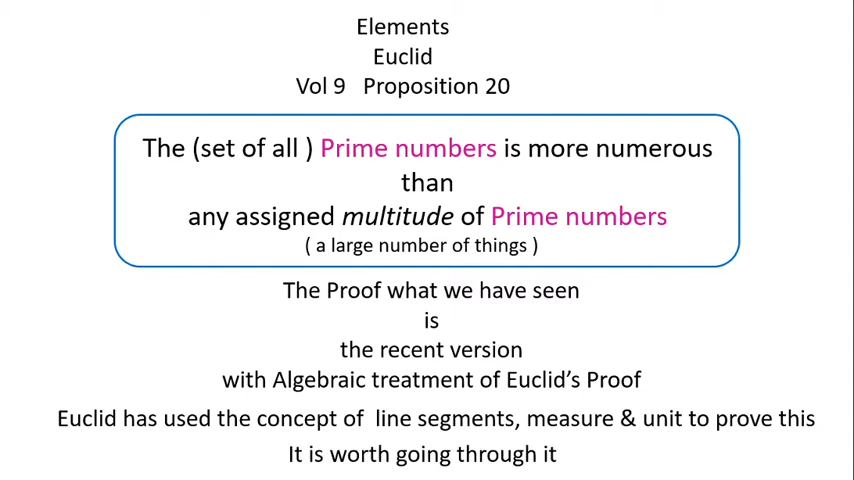 Elements
Euclid
Vol 9 Proposition 20
The (set of all ) Prime numbers is more numerous
than
any assigned multitude of Prime numbers
( a large number of things )
The Proof what we have seen
is
the recent version
with Algebraic treatment of Euclid’s Proof
Euclid has used the concept of line segments, measure & unit to prove this
It is worth going through it